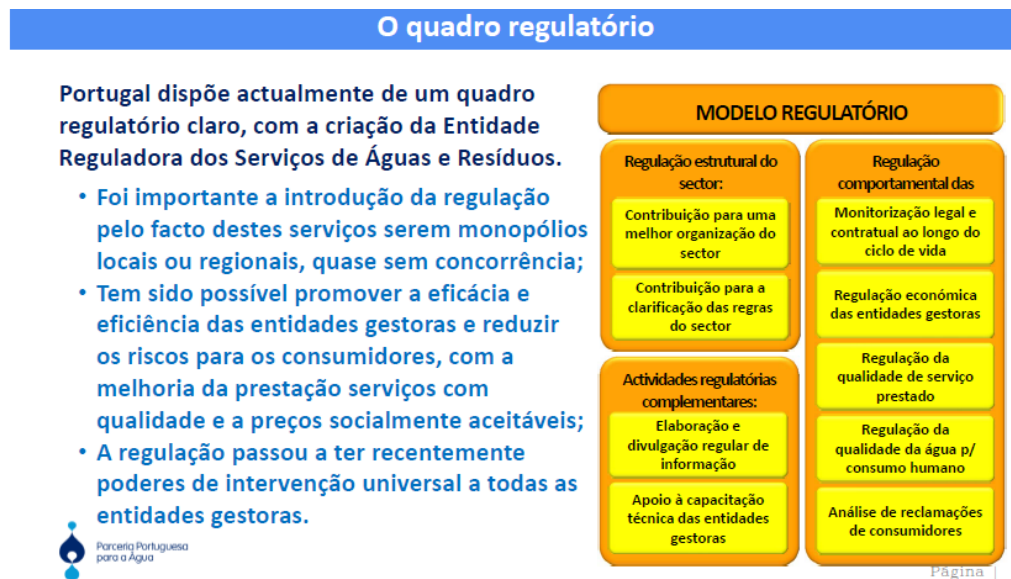 O quadro regulatório
Portugal dispõe actualmente de um quadro
regulatório claro, com a criação da Entidade
Reguladora dos Serviços de Águas e Resíduos.
• Foi importante a introdução da regulação
pelo facto destes serviços serem monopólios
locais ou regionais, quase sem concorrência;
• Tem sido possível promover a eficácia e
eficiência das entidades gestoras e reduzir
os riscos para os consumidores, com a
melhoria da prestação serviços com
qualidade e a preços socialmente aceitáveis;
• A regulação passou a ter recentemente
poderes de intervenção universal a todas as
entidades gestoras.
Parceria Portuguesa
para a Água
MODELO REGULATÓRIO
Regulação estrutural do
sector:
Contribuição para uma
melhor organização do
sector
Contribuição para a
clarificação das regras
do sector
Actividades regulatórias
complementares:
Elaboração e
divulgação regular de
informação
Apoio à capacitação
técnica das entidades
gestoras
Regulação
comportamental das
Monitorização legal e
contratual ao longo do
ciclo de vida
Regulação económica
das entidades gestoras
Regulação da
qualidade de serviço
prestado
Regulação da
qualidade da água p/
consumo humano
Análise de reclamações
de consumidores
Página |